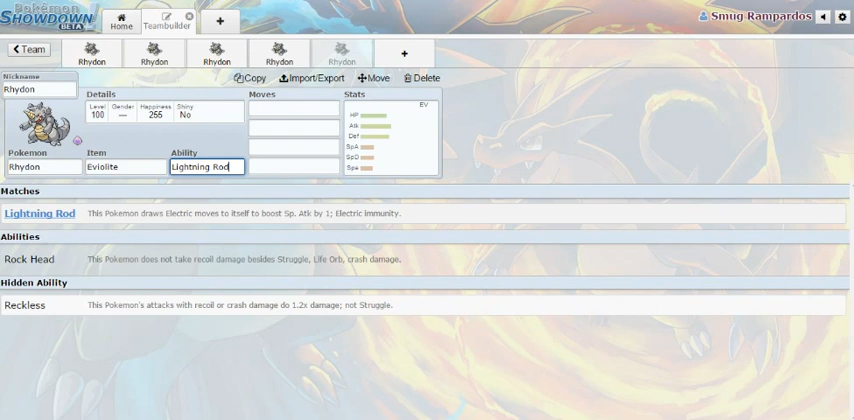 Pokémon
SHOWDOWN
BETA
Home
Teambuilder
+
Smug Rampardos
Team
Rhydon
Rhydon
Rhydon
Rhydon
Rhydon
+
Nickname
Rhydon
Copy
Import/Export
Move
Delete
Details
Level Gender Happiness Shiny
100 — 255 No
Moves
Stats
EV
HP
Atk
Def
SpA
SpD
Spe
Pokemon
Item
Ability
Rhydon
Eviolite
Lightning Rod
Matches
Lightning Rod This Pokemon draws Electric moves to itself to boost Sp. Atk by 1; Electric immunity.
Abilities
Rock Head This Pokemon does not take recoil damage besides Struggle, Life Orb, crash damage.
Hidden Ability
Reckless This Pokemon's attacks with recoil or crash damage do 1.2x damage; not Struggle.